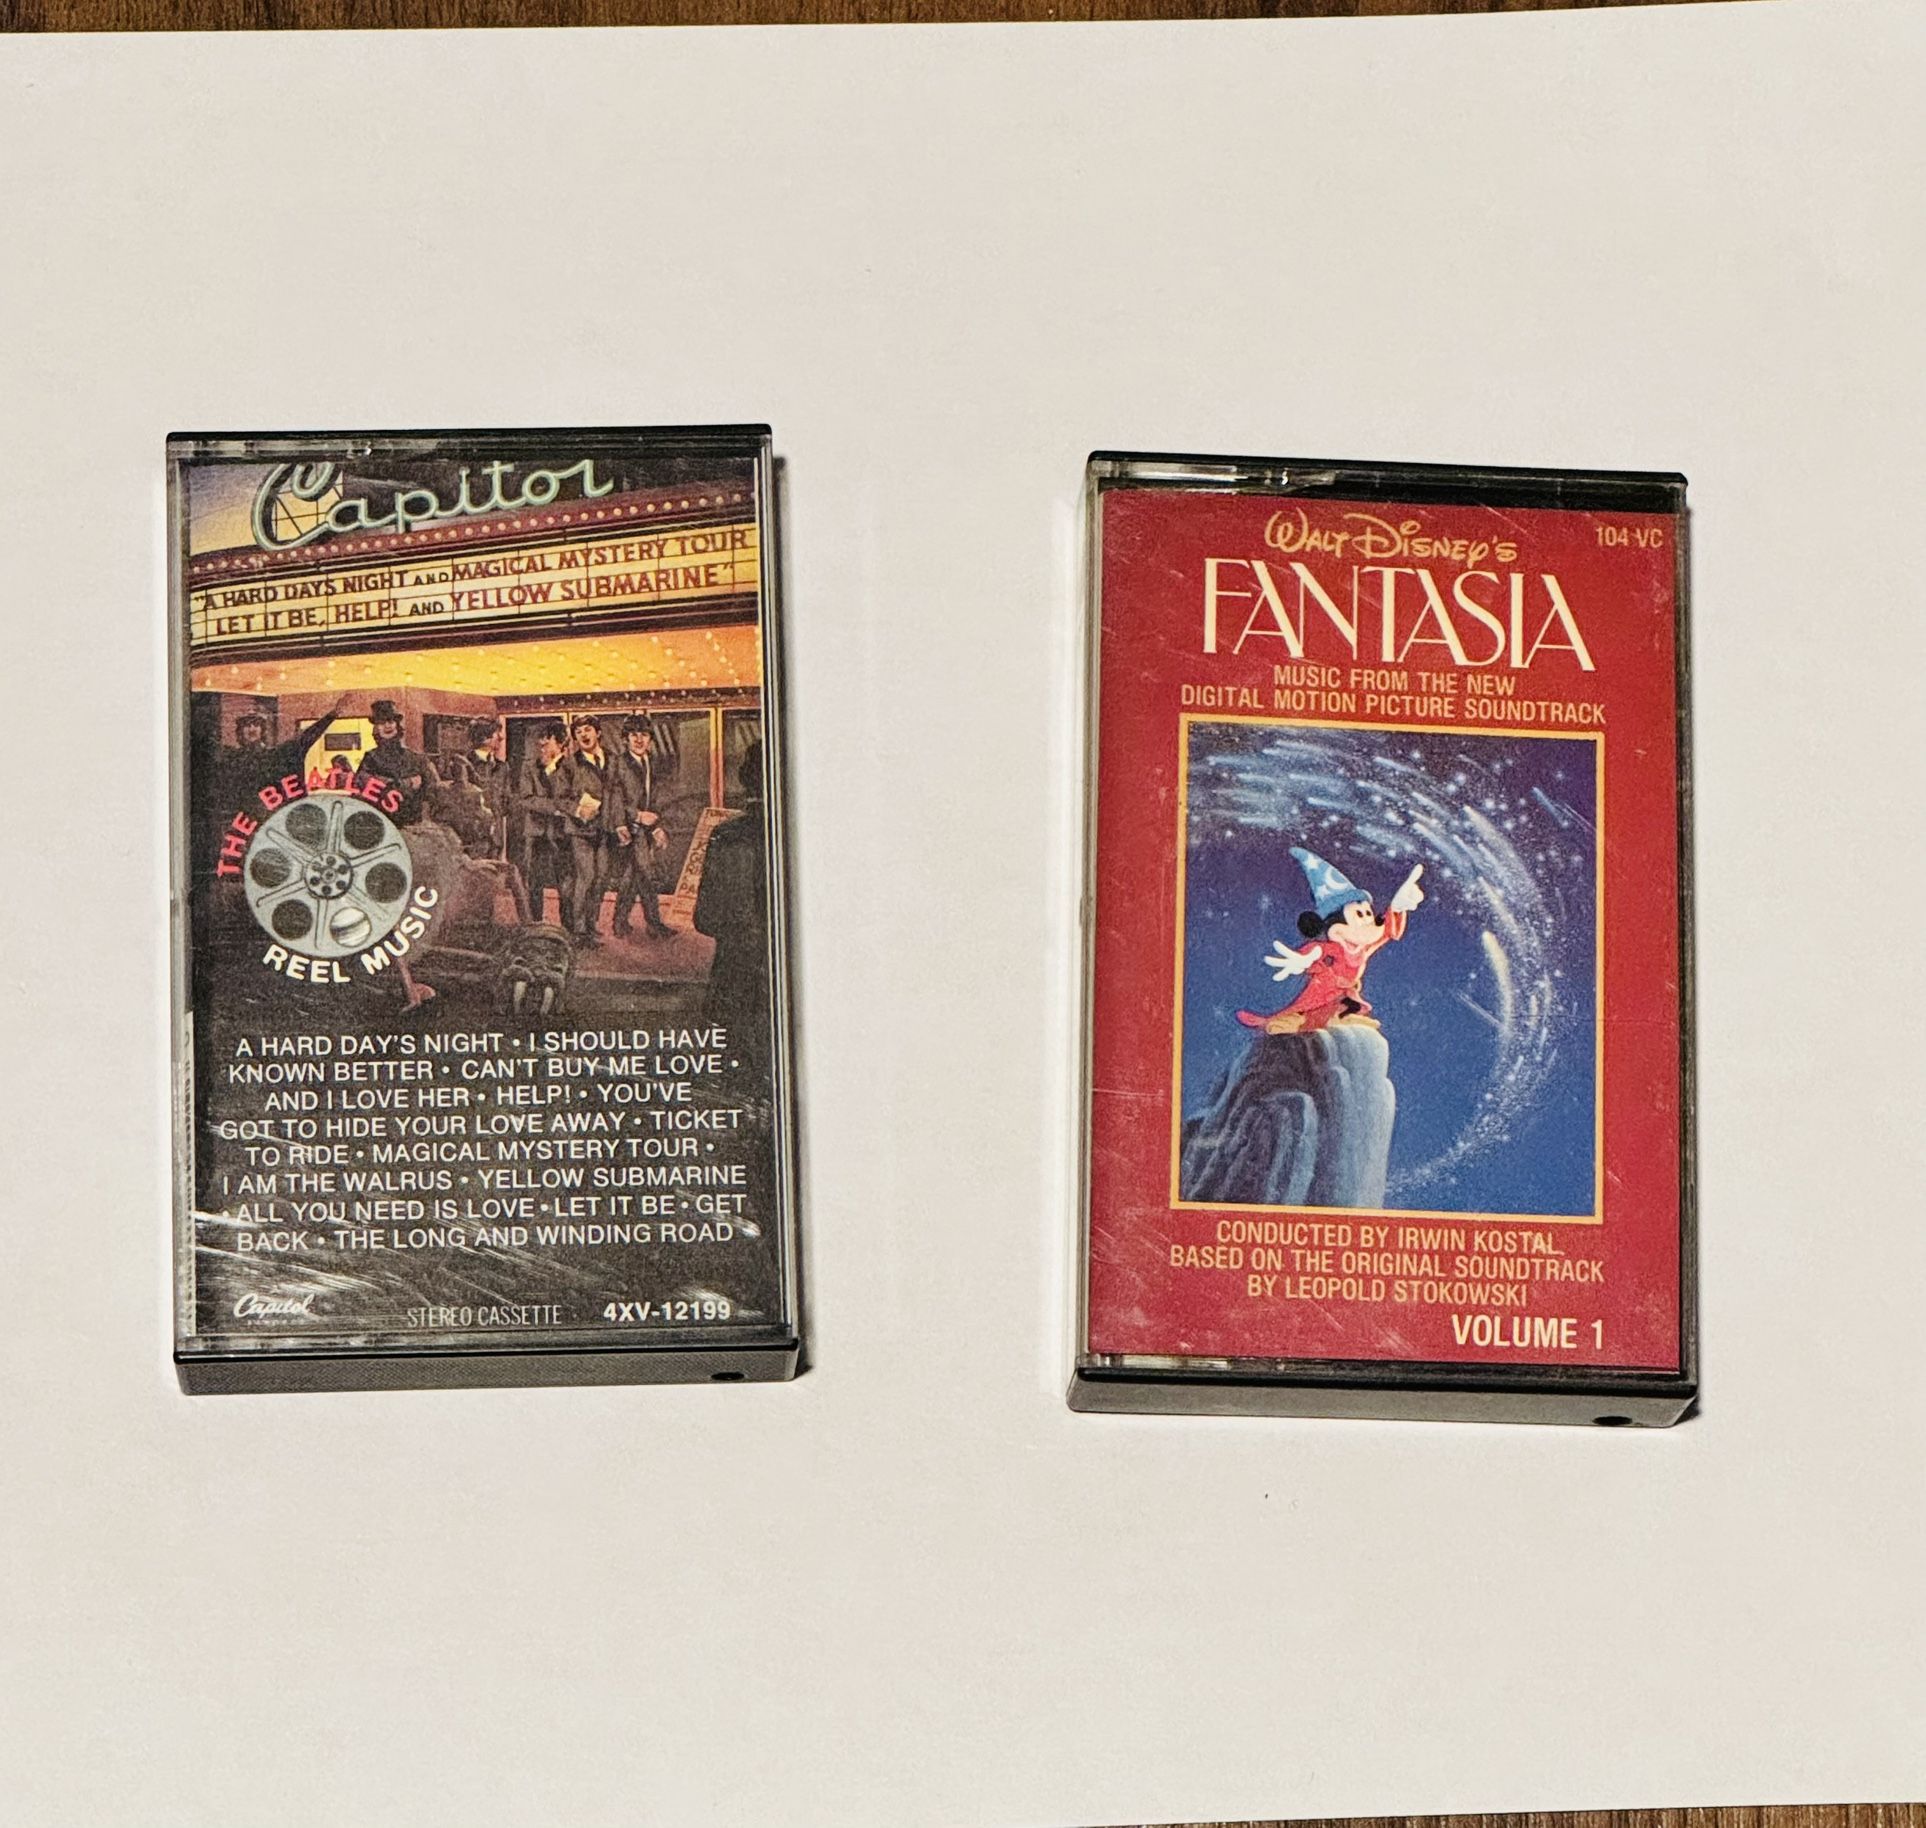 Capitol
"A HARD DAYS NIGHT AND MAGICAL MYSTERY TOUR
LET IT BE, HELP! AND YELLOW SUBMARINE"
THE BEATLES
REEL MUSIC
A HARD DAY'S NIGHT • I SHOULD HAVE
KNOWN BETTER • CAN'T BUY ME LOVE •
AND I LOVE HER • HELP! • YOU'VE
GOT TO HIDE YOUR LOVE AWAY • TICKET
TO RIDE • MAGICAL MYSTERY TOUR •
I AM THE WALRUS • YELLOW SUBMARINE
• ALL YOU NEED IS LOVE • LET IT BE • GET
BACK • THE LONG AND WINDING ROAD
Capitol
STEREO CASSETTE 4XV-12199
WALT DISNEY'S
104 VC
FANTASIA
MUSIC FROM THE NEW
DIGITAL MOTION PICTURE SOUNDTRACK
CONDUCTED BY IRWIN KOSTAL
BASED ON THE ORIGINAL SOUNDTRACK
BY LEOPOLD STOKOWSKI
VOLUME 1